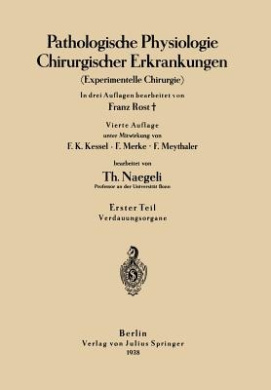 Pathologische Physiologie
Chirurgischer Erkrankungen
(Experimentelle Chirurgie)
In drei Auflagen bearbeitet von
Franz Rost †
Vierte Auflage
unter Mitwirkung von
F. K. Kessel · F. Merke · F. Meythaler
bearbeitet von
Th. Naegeli
Professor an der Universität Bonn
Erster Teil
Verdauungsorgane
Berlin
Verlag von Julius Springer
1938